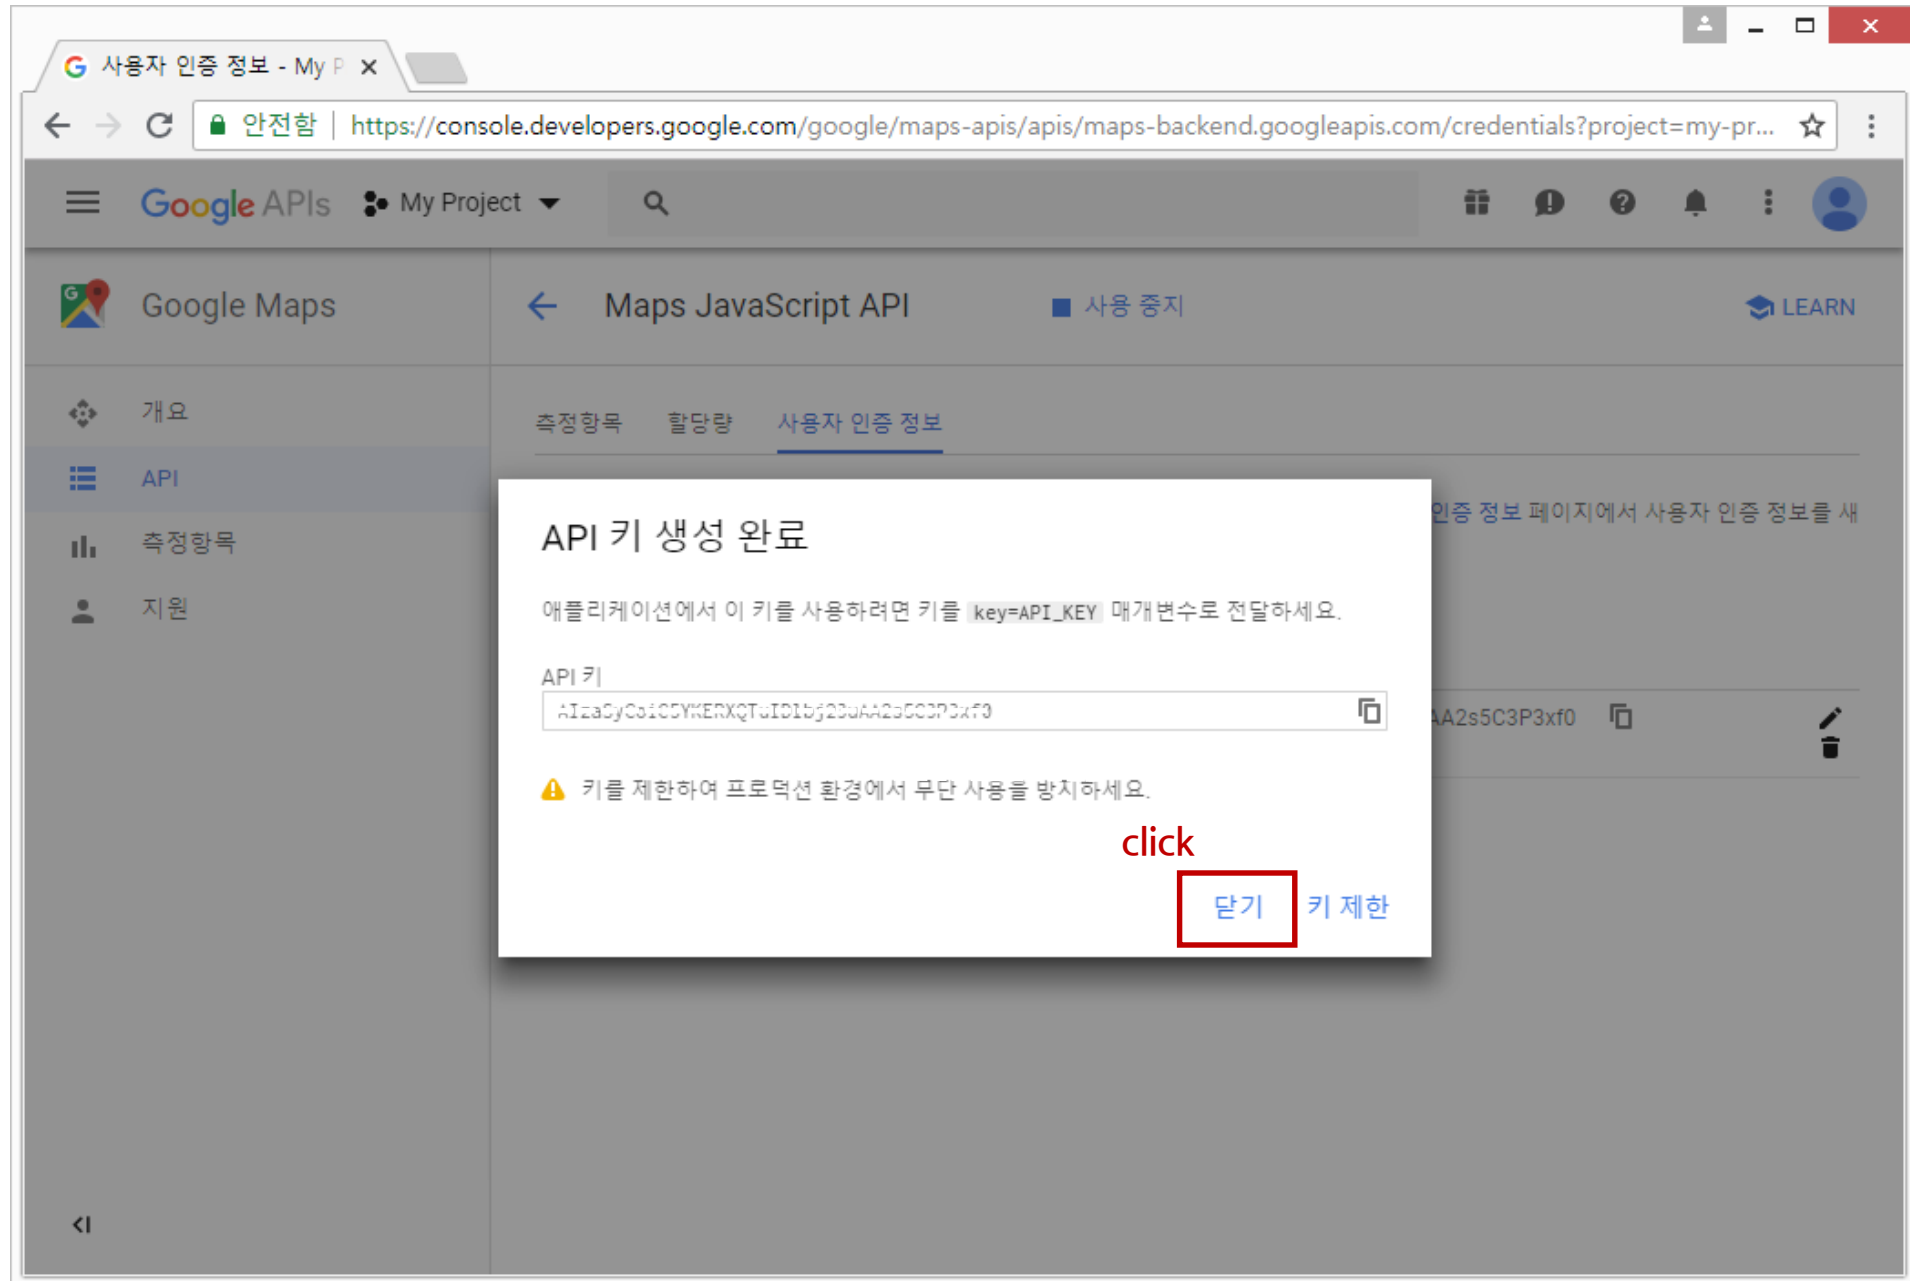 사용자 인증 정보 - My P
안전함 | https://console.developers.google.com/google/maps-apis/apis/maps-backend.googleapis.com/credentials?project=my-pr...
Google APIs My Project
Google Maps
Maps JavaScript API 사용 중지 LEARN
개요
API
측정항목
지원
측정항목 할당량 사용자 인증 정보
인증 정보 페이지에서 사용자 인증 정보를 새
API 키 생성 완료
애플리케이션에서 이 키를 사용하려면 키를 key=API_KEY 매개변수로 전달하세요.
API 키
AA2s5C3P3xf0
키를 제한하여 프로덕션 환경에서 무단 사용을 방지하세요.
click
닫기 키 제한